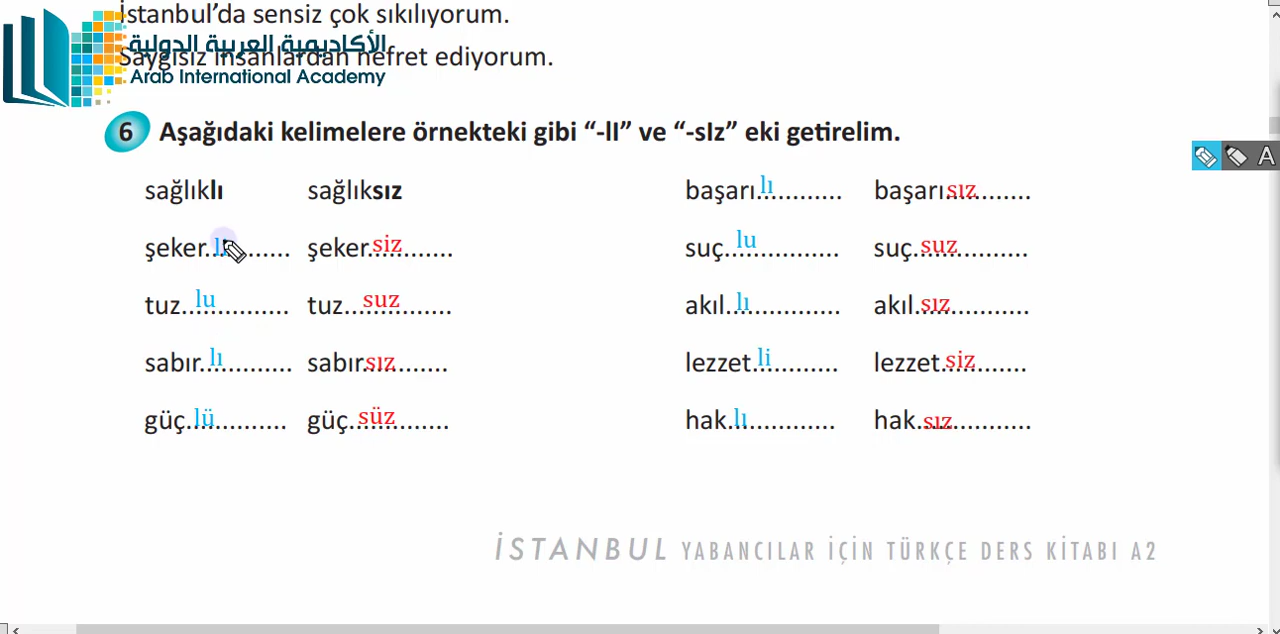 İstanbul'da sensiz çok sıkılıyorum.
الأكاديمية العربية الدولية
Saygısız insanlardan nefret ediyorum.
Arab International Academy
6 Aşağıdaki kelimelere örnekteki gibi “-lI” ve “-sIz” eki getirelim.
sağlıklı sağlıksız başarılı........... başarısız...........
şeker........... şekersiz........... suçlu........... suçsuz...........
tuzlu........... tuzsuz........... akıllı........... akılsız...........
sabırlı........... sabırsız........... lezzetli........... lezzetsiz...........
güçlü........... güçsüz........... haklı........... haksız...........
İSTANBUL YABANCILAR İÇİN TÜRKÇE DERS KİTABI A2
A